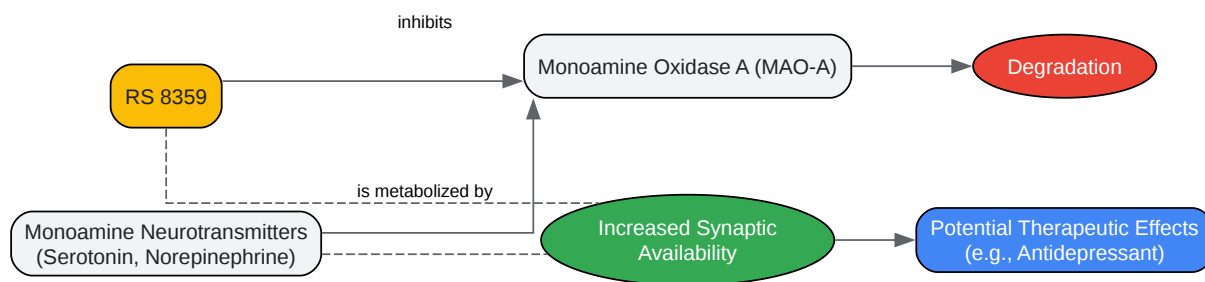 inhibits
Monoamine Oxidase A (MAO-A)
Degradation
RS 8359
is metabolized by
Monoamine Neurotransmitters
(Serotonin, Norepinephrine)
Increased Synaptic
Availability
Potential Therapeutic Effects
(e.g., Antidepressant)